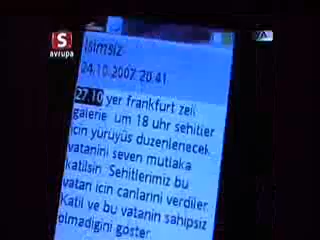 S
avrupa
isimsiz
24.10.2007 20:41
27.10 yer frankfurt zeil
galerie um 18 uhr sehitler
icin yürüyüs düzenlenecek
vatanini seven mutlaka
katilsin. Sehitlerimiz bu
vatan icin canlarini verdiler.
Katil ve bu vatanin sahipsiz
olmadigini göster.